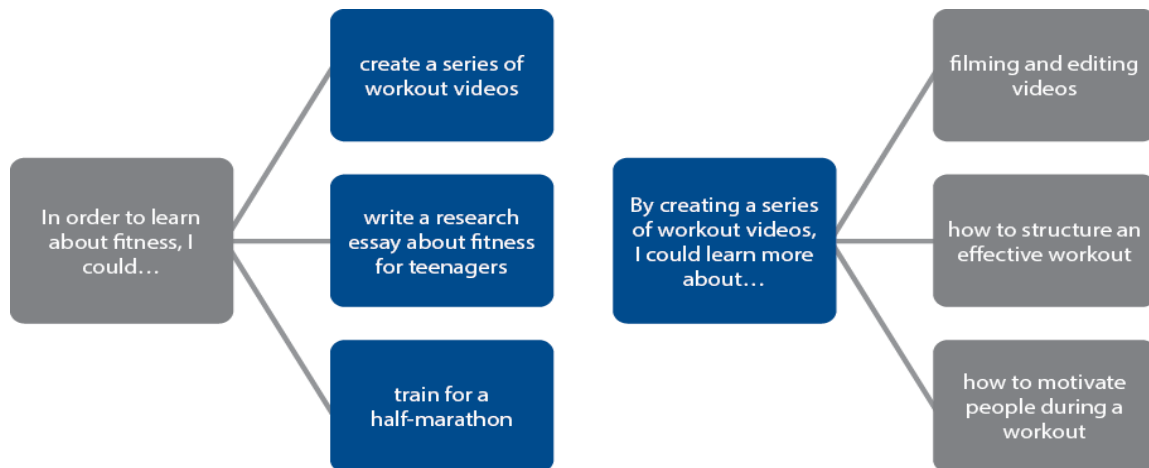 In order to learn
about fitness, I
could…
create a series of
workout videos
write a research
essay about fitness
for teenagers
train for a
half-marathon
By creating a series
of workout videos,
I could learn more
about…
filming and editing
videos
how to structure an
effective workout
how to motivate
people during a
workout